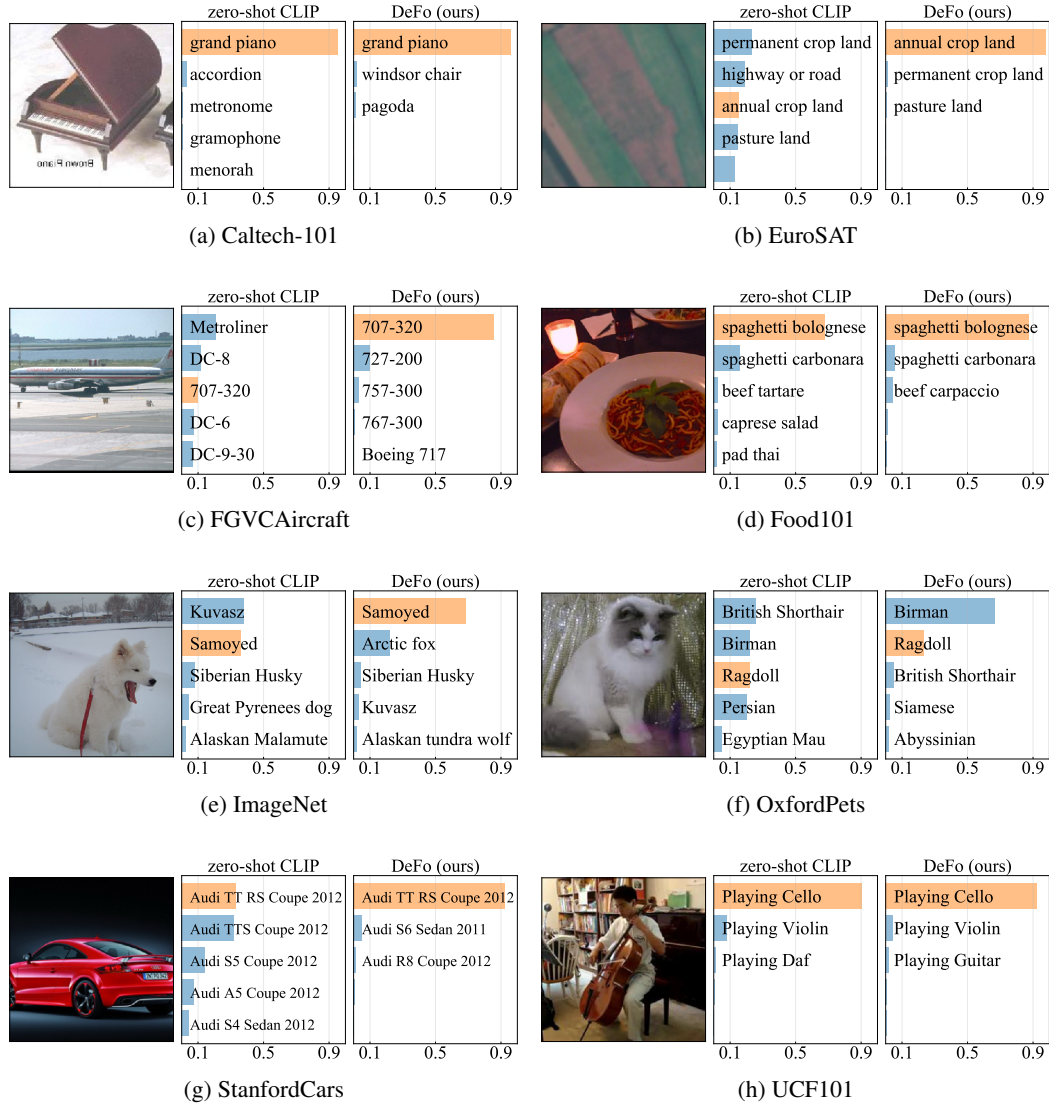 zero-shot CLIP
DeFo (ours)
grand piano
accordion
metronome
gramophone
menorah
0.1 0.5 0.9
grand piano
windsor chair
pagoda
0.1 0.5 0.9
Brown Piano
(a) Caltech-101
zero-shot CLIP
DeFo (ours)
permanent crop land
highway or road
annual crop land
pasture land
0.1 0.5 0.9
annual crop land
permanent crop land
pasture land
0.1 0.5 0.9
(b) EuroSAT
zero-shot CLIP
DeFo (ours)
Metroliner
DC-8
707-320
DC-6
DC-9-30
0.1 0.5 0.9
707-320
727-200
757-300
767-300
Boeing 717
0.1 0.5 0.9
(c) FGVCAircraft
zero-shot CLIP
DeFo (ours)
spaghetti bolognese
spaghetti carbonara
beef tartare
caprese salad
pad thai
0.1 0.5 0.9
spaghetti bolognese
spaghetti carbonara
beef carpaccio
0.1 0.5 0.9
(d) Food101
zero-shot CLIP
DeFo (ours)
Kuvasz
Samoyed
Siberian Husky
Great Pyrenees dog
Alaskan Malamute
0.1 0.5 0.9
Samoyed
Arctic fox
Siberian Husky
Kuvasz
Alaskan tundra wolf
0.1 0.5 0.9
(e) ImageNet
zero-shot CLIP
DeFo (ours)
British Shorthair
Birman
Ragdoll
Persian
Egyptian Mau
0.1 0.5 0.9
Birman
Ragdoll
British Shorthair
Siamese
Abyssinian
0.1 0.5 0.9
(f) OxfordPets
zero-shot CLIP
DeFo (ours)
Audi TT RS Coupe 2012
Audi TTS Coupe 2012
Audi S5 Coupe 2012
Audi A5 Coupe 2012
Audi S4 Sedan 2012
0.1 0.5 0.9
Audi TT RS Coupe 2012
Audi S6 Sedan 2011
Audi R8 Coupe 2012
0.1 0.5 0.9
(g) StanfordCars
zero-shot CLIP
DeFo (ours)
Playing Cello
Playing Violin
Playing Daf
0.1 0.5 0.9
Playing Cello
Playing Violin
Playing Guitar
0.1 0.5 0.9
(h) UCF101